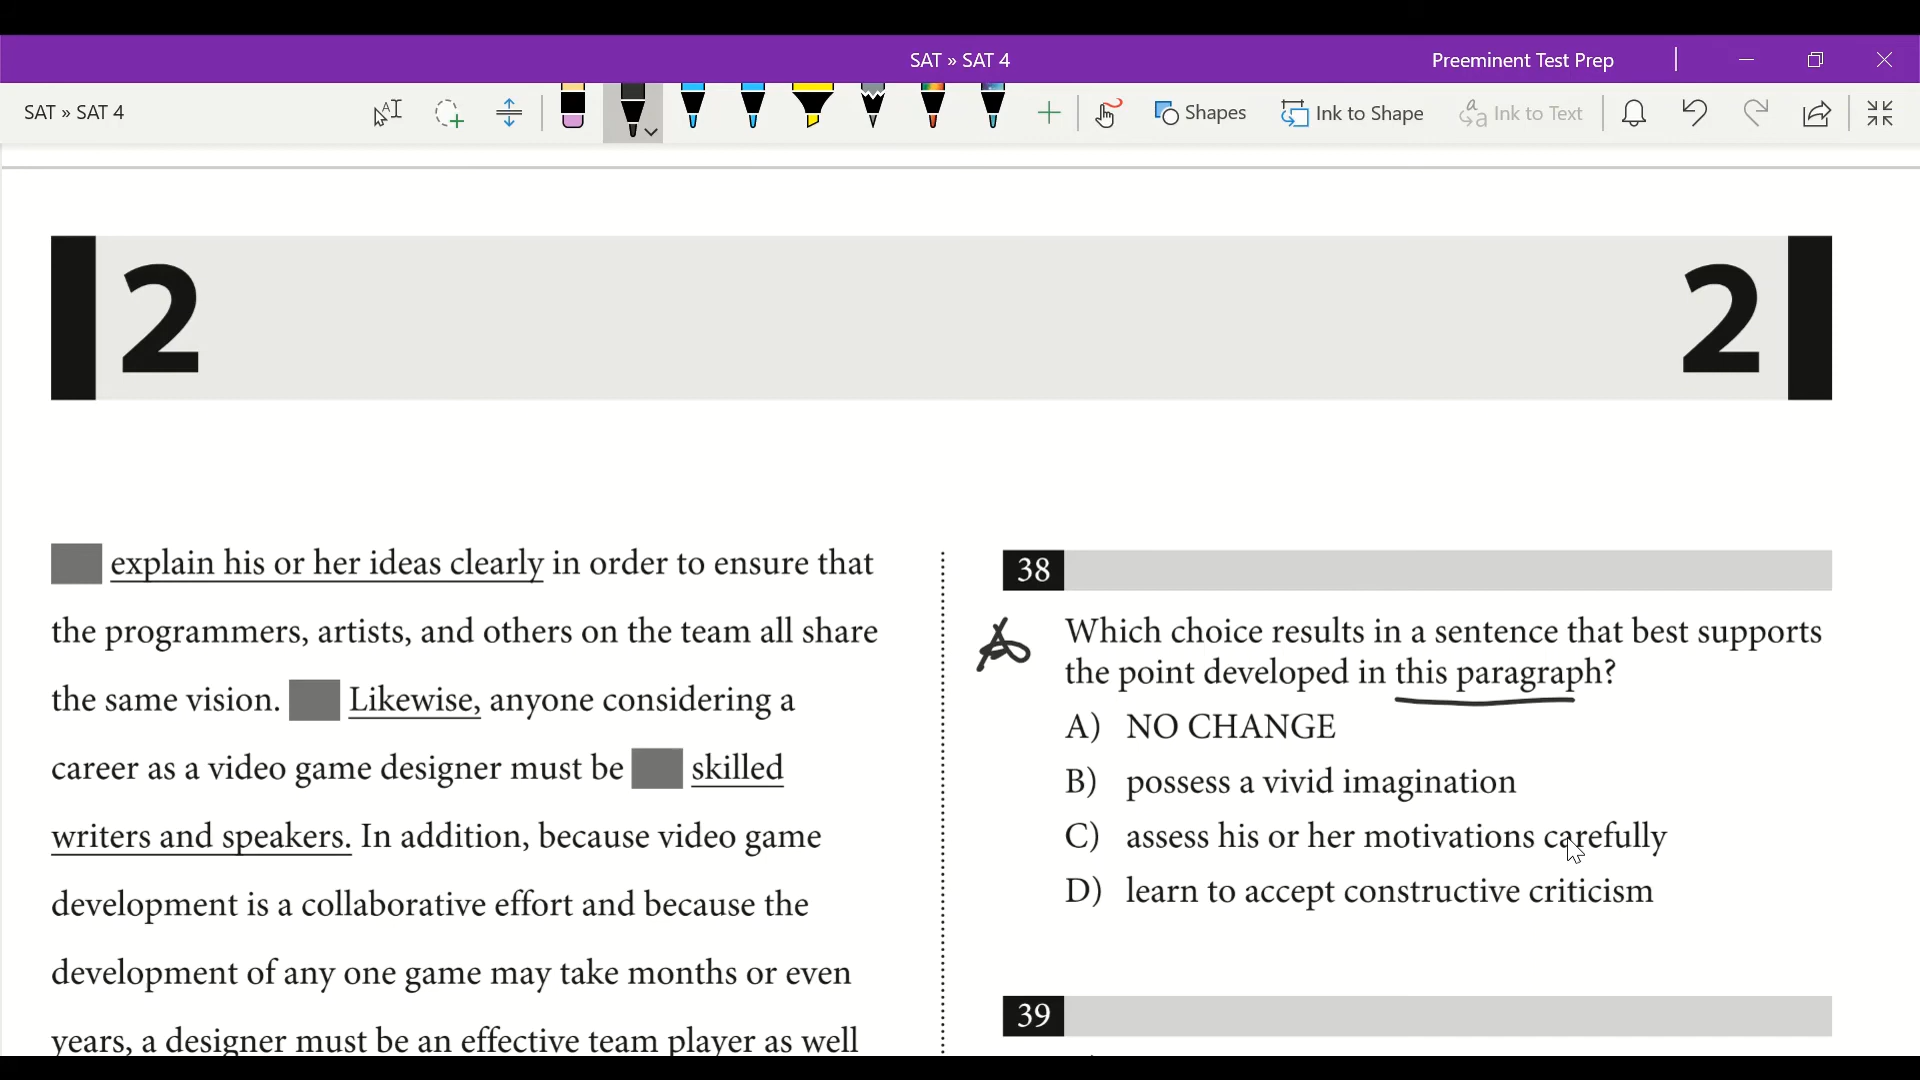 SAT » SAT 4
Preeminent Test Prep
SAT » SAT 4
Shapes
Ink to Shape
Ink to Text
2
2
explain his or her ideas clearly in order to ensure that
the programmers, artists, and others on the team all share
the same vision. Likewise, anyone considering a
career as a video game designer must be skilled
writers and speakers. In addition, because video game
development is a collaborative effort and because the
development of any one game may take months or even
years, a designer must be an effective team player as well
38
Which choice results in a sentence that best supports
the point developed in this paragraph?
A) NO CHANGE
B) possess a vivid imagination
C) assess his or her motivations carefully
D) learn to accept constructive criticism
39